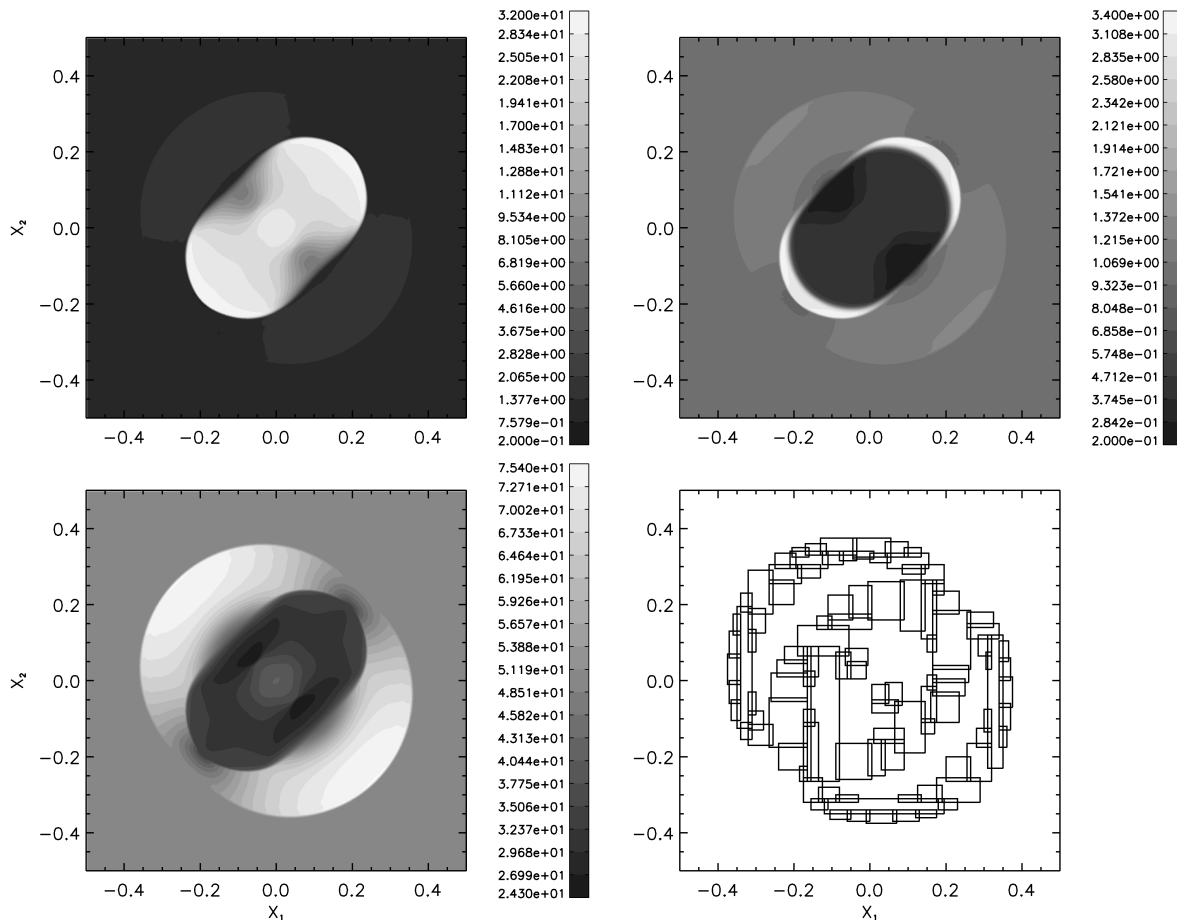 3.200e+01
2.834e+01
2.505e+01
2.208e+01
1.941e+01
1.700e+01
1.483e+01
1.288e+01
1.112e+01
9.534e+00
8.105e+00
6.819e+00
5.660e+00
4.616e+00
3.675e+00
2.828e+00
2.065e+00
1.377e+00
7.579e-01
2.000e-01
0.4
0.2
0.0
-0.2
-0.4
X2
-0.4 -0.2 0.0 0.2 0.4
3.400e+00
3.108e+00
2.835e+00
2.580e+00
2.342e+00
2.121e+00
1.914e+00
1.721e+00
1.541e+00
1.372e+00
1.215e+00
1.069e+00
9.323e-01
8.048e-01
6.858e-01
5.748e-01
4.712e-01
3.745e-01
2.842e-01
2.000e-01
0.4
0.2
0.0
-0.2
-0.4
-0.4 -0.2 0.0 0.2 0.4
7.540e+01
7.271e+01
7.002e+01
6.733e+01
6.464e+01
6.195e+01
5.926e+01
5.657e+01
5.388e+01
5.119e+01
4.851e+01
4.582e+01
4.313e+01
4.044e+01
3.775e+01
3.506e+01
3.237e+01
2.968e+01
2.699e+01
2.430e+01
0.4
0.2
0.0
-0.2
-0.4
X2
-0.4 -0.2 0.0 0.2 0.4
X1
0.4
0.2
0.0
-0.2
-0.4
-0.4 -0.2 0.0 0.2 0.4
X1